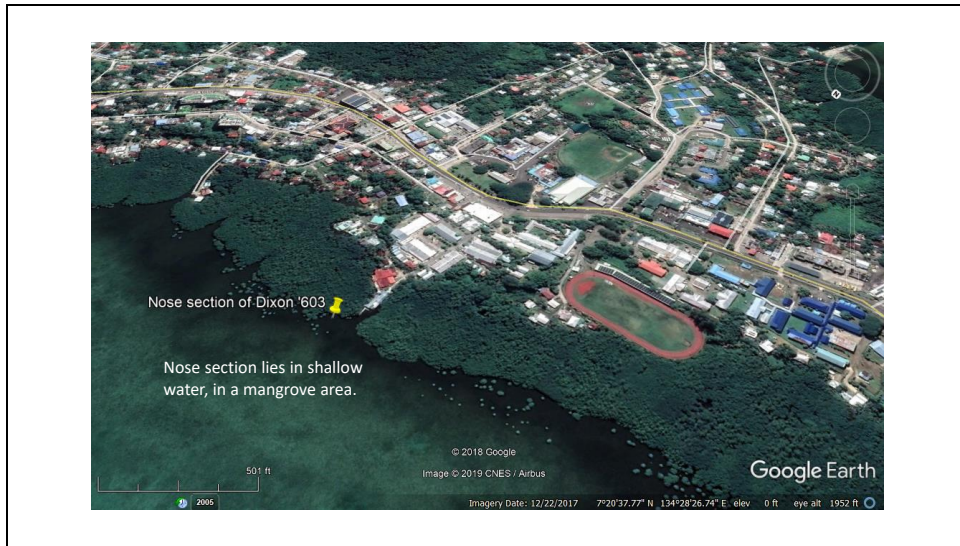 Nose section of Dixon '603
Nose section lies in shallow
water, in a mangrove area.
© 2018 Google
Image © 2019 CNES / Airbus
Google Earth
501 ft
2005
Imagery Date: 12/22/2017 7°20'37.77" N 134°28'26.74" E elev 0 ft eye alt 1952 ft